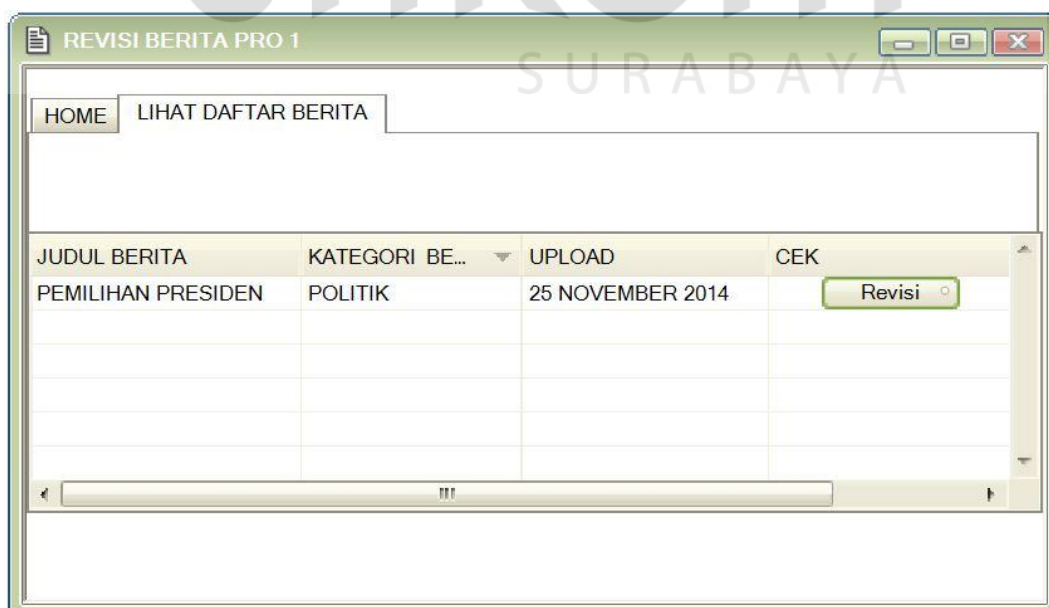 REVISI BERITA PRO 1
SURABAYA
HOME LIHAT DAFTAR BERITA
JUDUL BERITA KATEGORI BE... UPLOAD CEK
PEMILIHAN PRESIDEN POLITIK 25 NOVEMBER 2014 Revisi